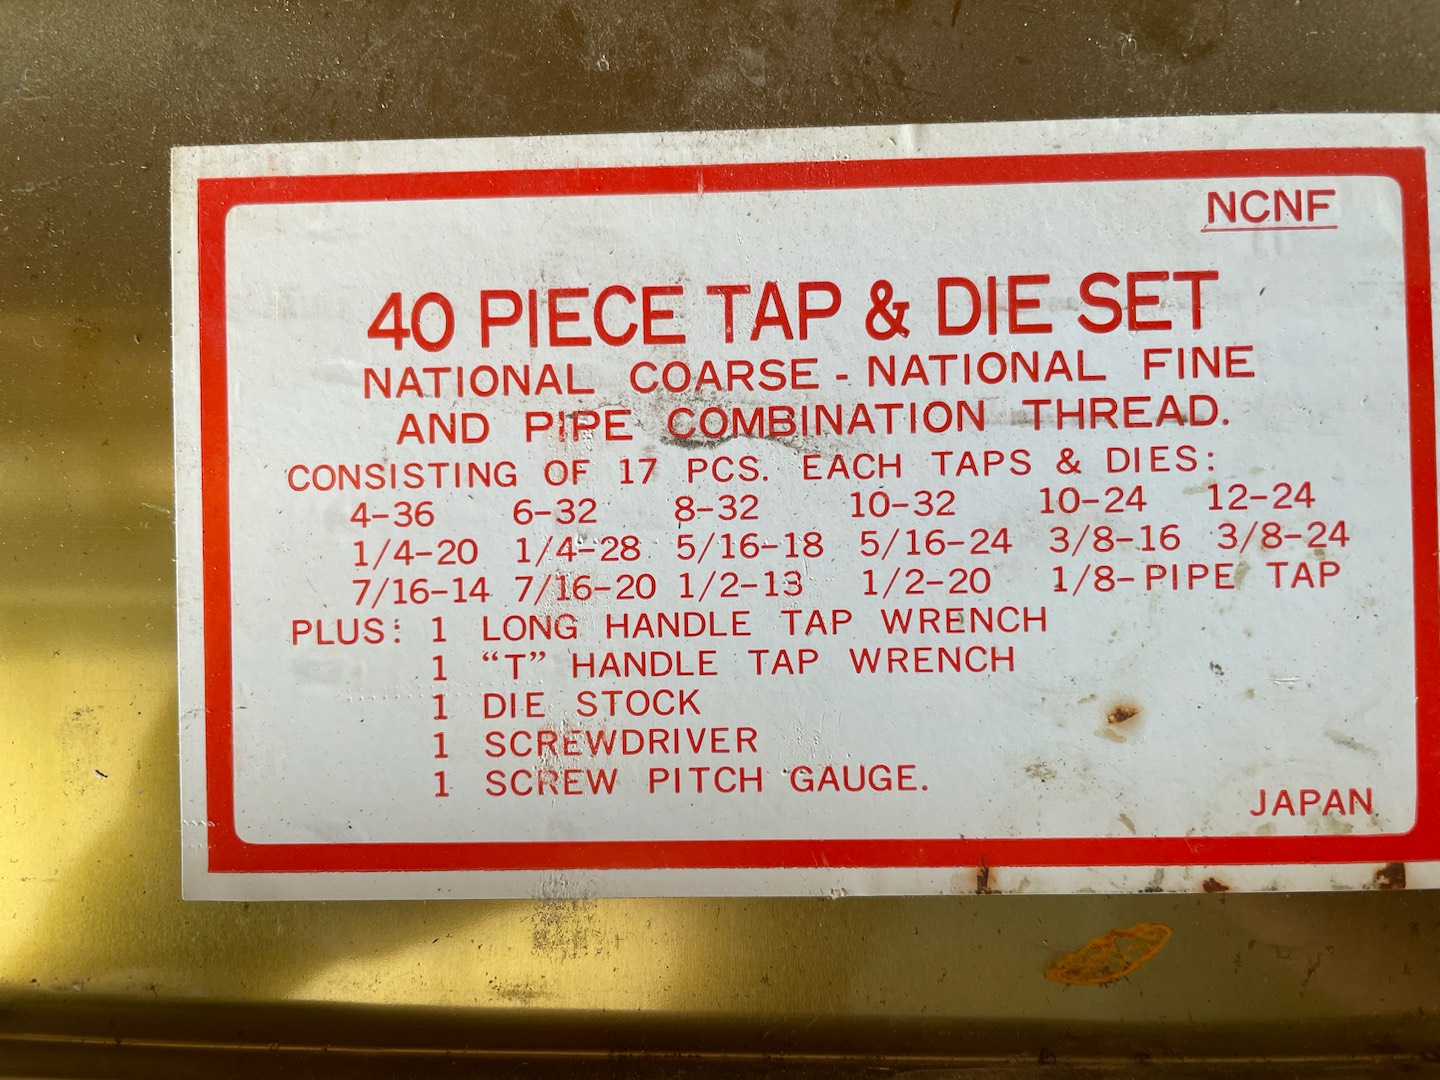 NCNF
40 PIECE TAP & DIE SET
NATIONAL COARSE - NATIONAL FINE
AND PIPE COMBINATION THREAD.
CONSISTING OF 17 PCS. EACH TAPS & DIES:
4-36 6-32 8-32 10-32 10-24 12-24
1/4-20 1/4-28 5/16-18 5/16-24 3/8-16 3/8-24
7/16-14 7/16-20 1/2-13 1/2-20 1/8-PIPE TAP
PLUS: 1 LONG HANDLE TAP WRENCH
1 “T” HANDLE TAP WRENCH
1 DIE STOCK
1 SCREWDRIVER
1 SCREW PITCH GAUGE.
JAPAN